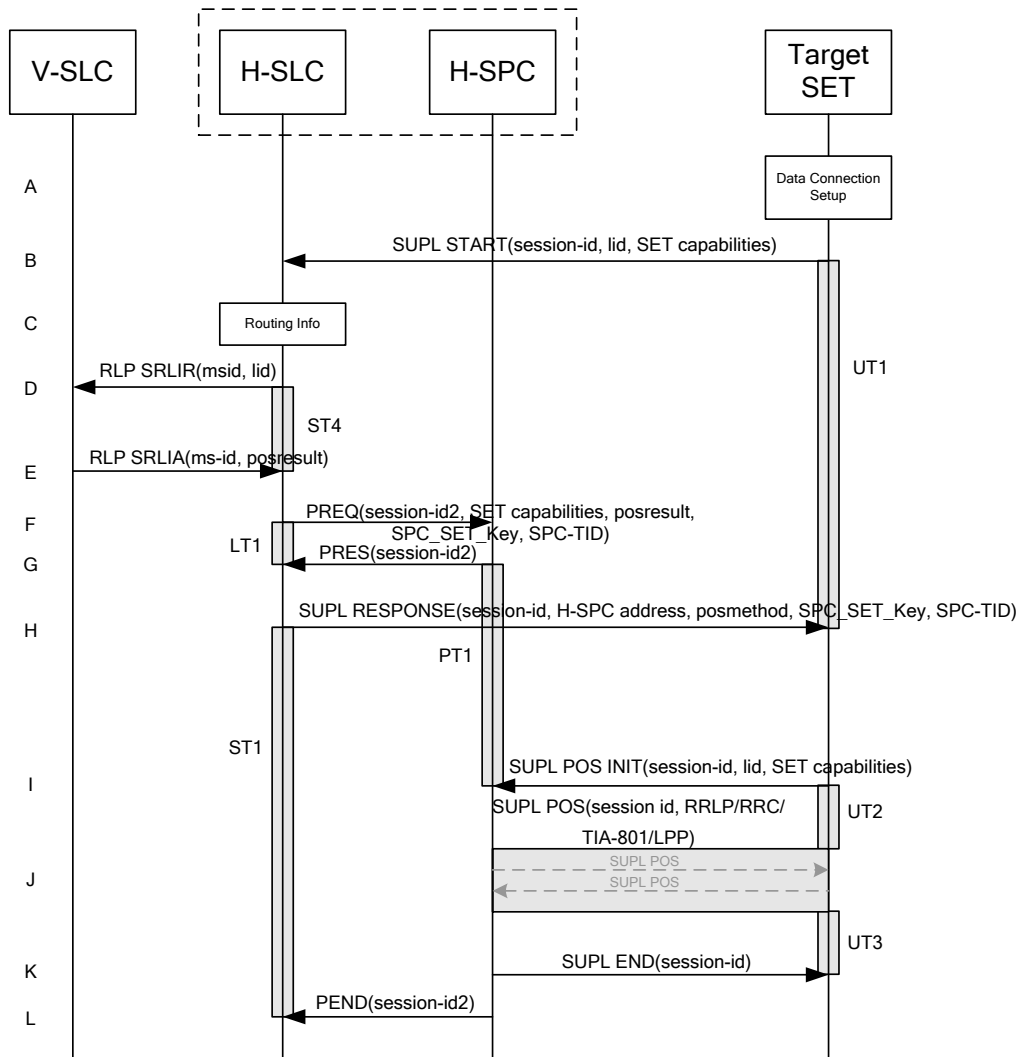 V-SLC
H-SLC
H-SPC
Target
SET
A
Data Connection
Setup
SUPL START(session-id, lid, SET capabilities)
B
C
Routing Info
RLP SRLIR(msid, lid)
D
UT1
ST4
RLP SRLIA(ms-id, posresult)
E
PREQ(session-id2, SET capabilities, posresult,
SPC_SET_Key, SPC-TID)
F
LT1
PRES(session-id2)
G
SUPL RESPONSE(session-id, H-SPC address, posmethod, SPC_SET_Key, SPC-TID)
H
PT1
ST1
SUPL POS INIT(session-id, lid, SET capabilities)
I
SUPL POS(session id, RRLP/RRC/
TIA-801/LPP)
UT2
SUPL POS
J
SUPL POS
UT3
SUPL END(session-id)
K
PEND(session-id2)
L